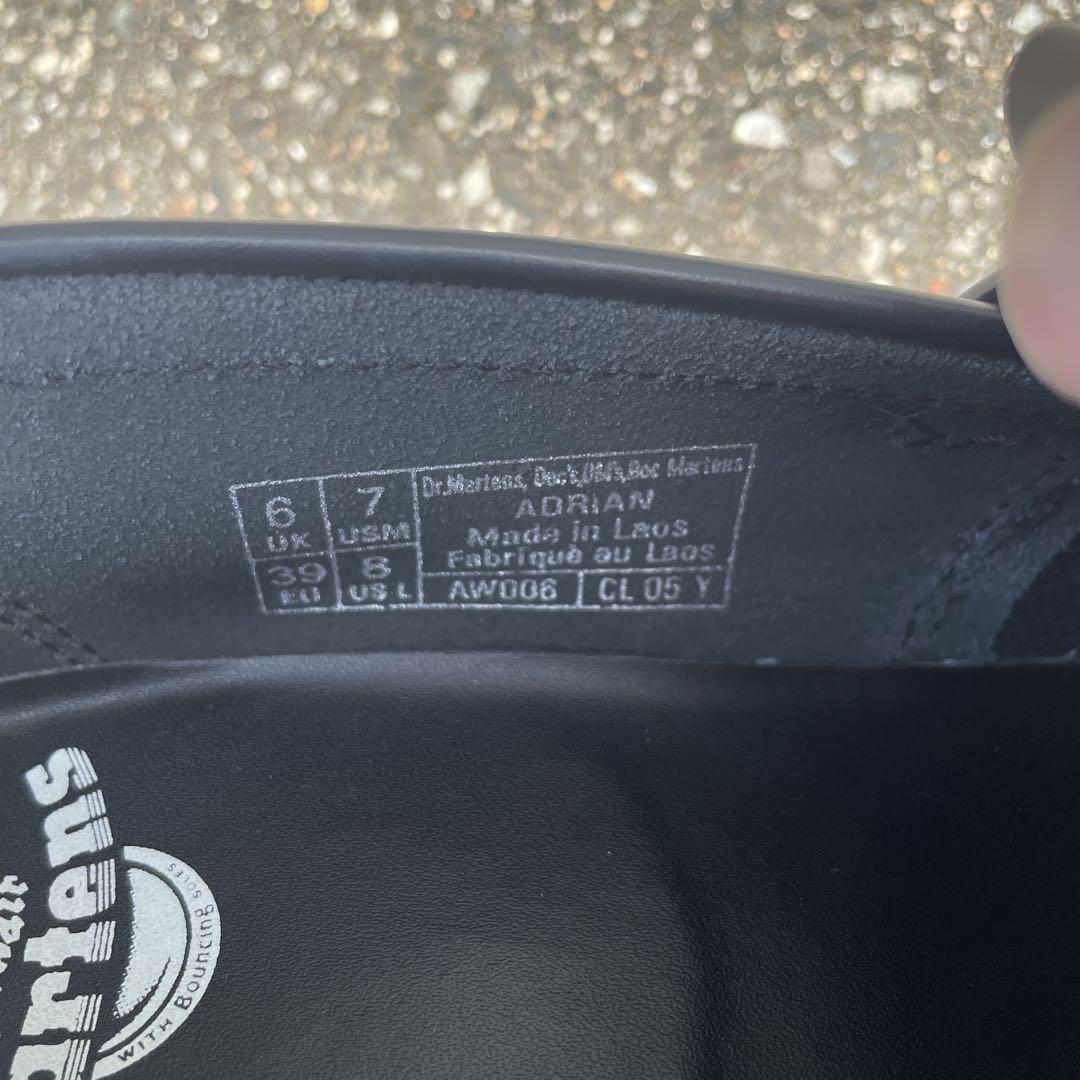 6 UK
7 USM
39 EU
8 US L
Dr.Martens, Doc's,DM's,Doc Martens
ADRIAN
Made in Laos
Fabriqué au Laos
AW006
CL 05 Y
artens
WITH Bouncing SOLES